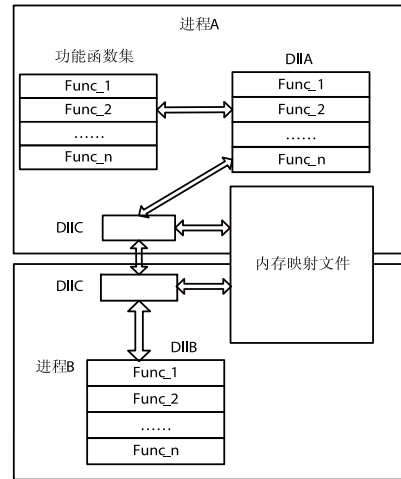 进程A
功能函数集
DllA
Func_1
Func_2
......
Func_n
Func_1
Func_2
......
Func_n
DllC
内存映射文件
DllC
进程B
DllB
Func_1
Func_2
......
Func_n